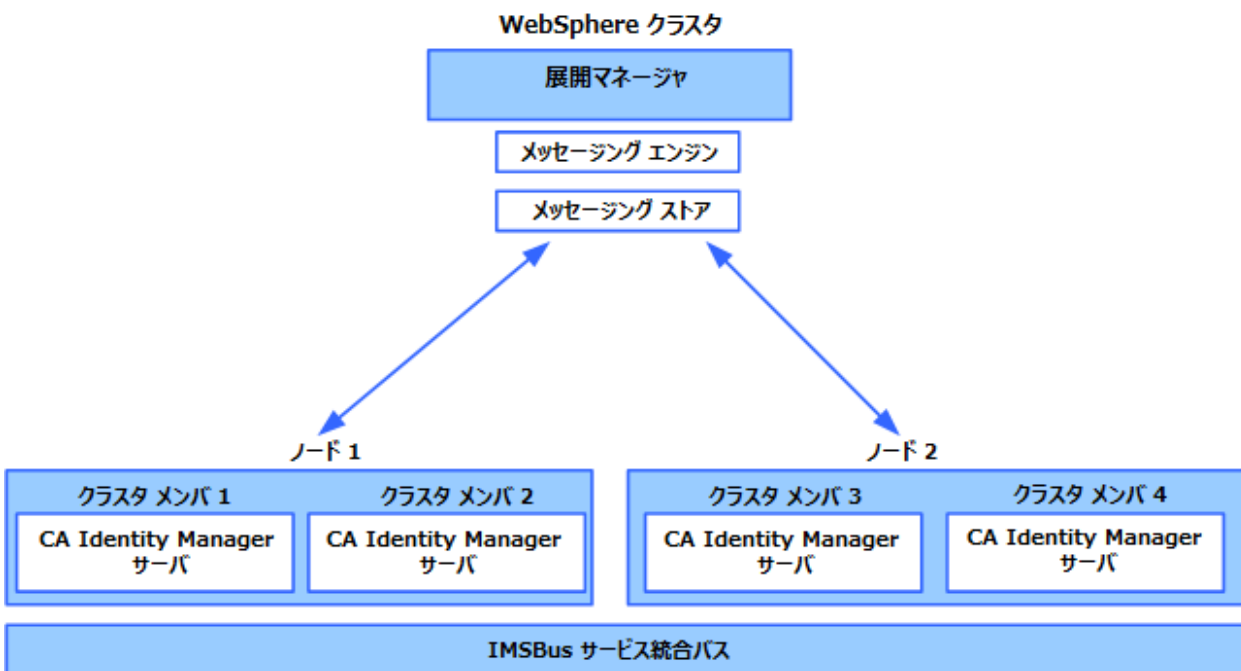 WebSphere クラスタ
展開マネージャ
メッセージング エンジン
メッセージング ストア
ノード 1
ノード 2
クラスタ メンバ 1
クラスタ メンバ 2
クラスタ メンバ 3
クラスタ メンバ 4
CA Identity Manager
サーバ
CA Identity Manager
サーバ
CA Identity Manager
サーバ
CA Identity Manager
サーバ
IMSBus サービス統合バス